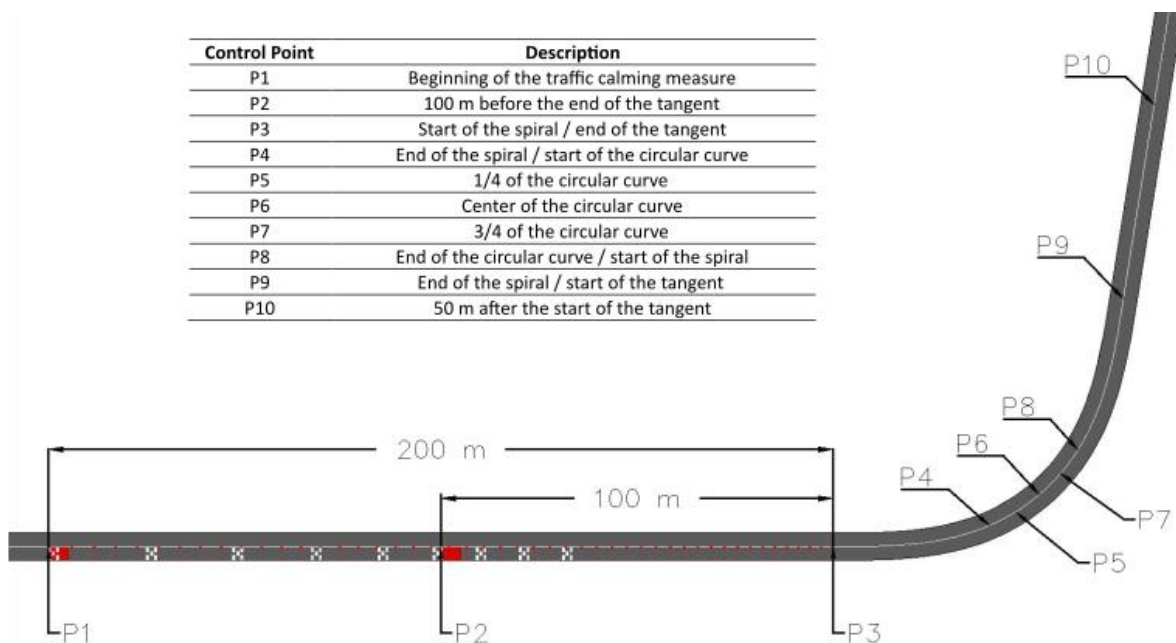 Control Point Description
P1 Beginning of the traffic calming measure
P2 100 m before the end of the tangent
P3 Start of the spiral / end of the tangent
P4 End of the spiral / start of the circular curve
P5 1/4 of the circular curve
P6 Center of the circular curve
P7 3/4 of the circular curve
P8 End of the circular curve / start of the spiral
P9 End of the spiral / start of the tangent
P10 50 m after the start of the tangent
P10
P9
P8
P6
P4
P7
P5
200 m
100 m
P1
P2
P3